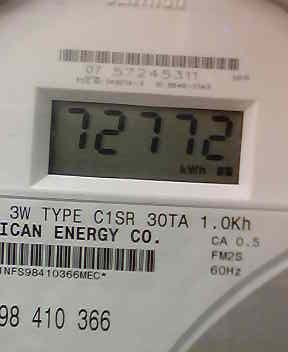 07 57245311
72772
kWh
3W TYPE C1SR 30TA 1.0Kh
ICAN ENERGY CO.
CA 0.5
FM2S
60Hz
INFS98410366MEC*
98 410 366